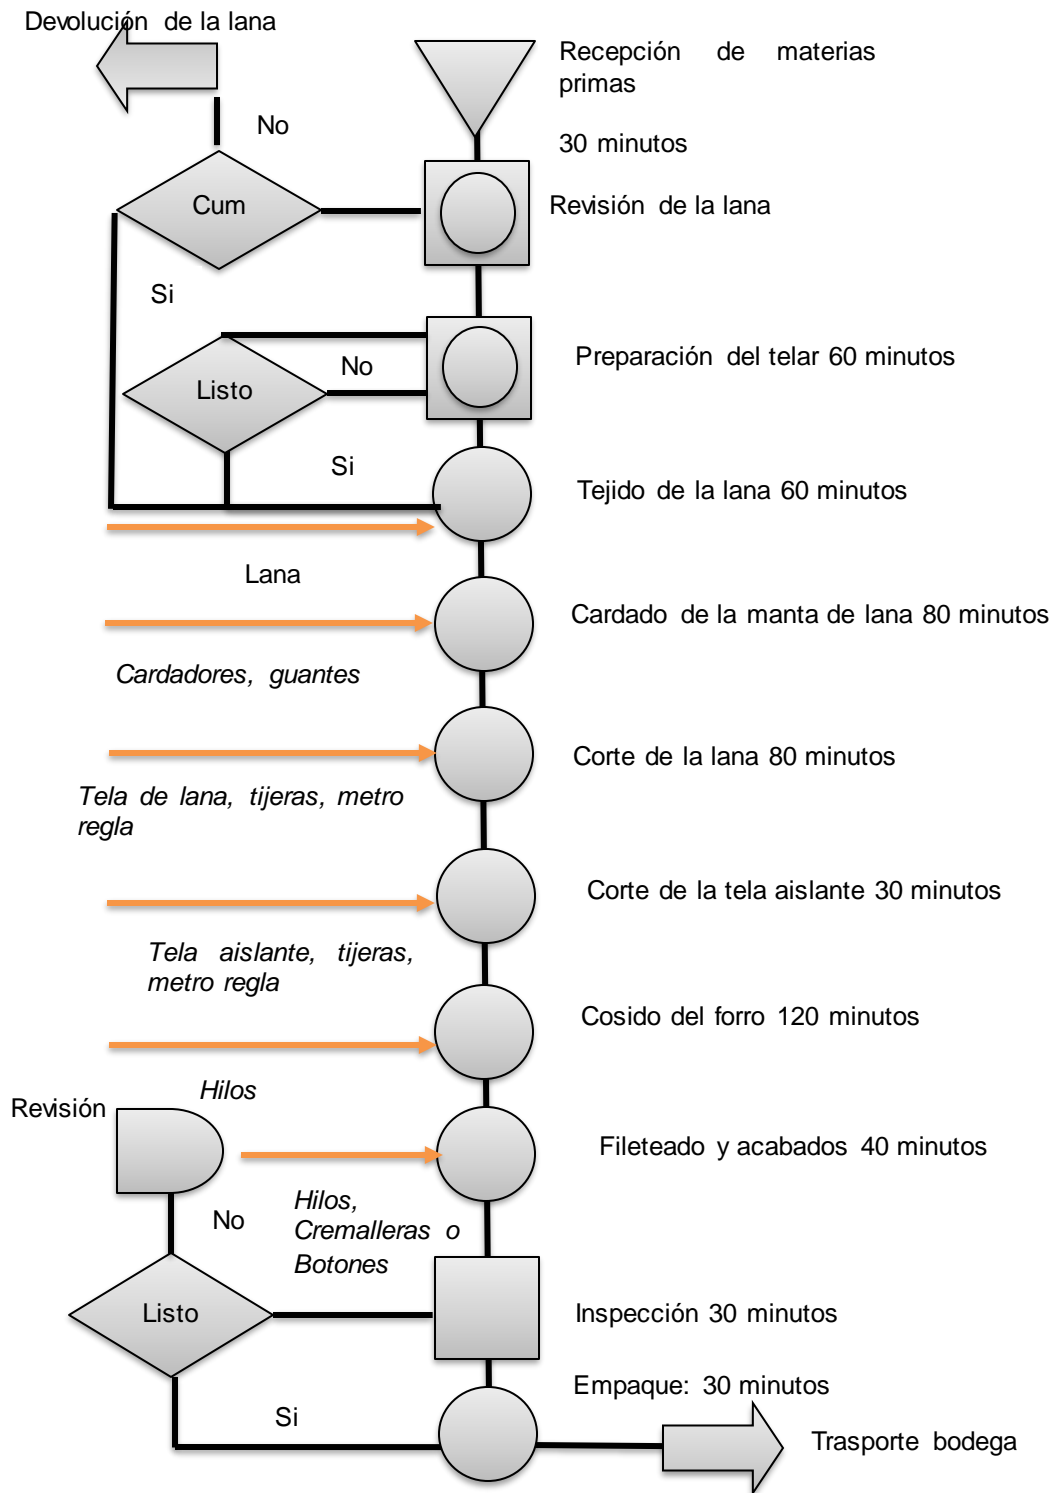 Devolución de la lana
Recepción de materias
primas
No
30 minutos
Cum
Revisión de la lana
Si
Preparación del telar 60 minutos
No
Listo
Si
Tejido de la lana 60 minutos
Lana
Cardado de la manta de lana 80 minutos
Cardadores, guantes
Corte de la lana 80 minutos
Tela de lana, tijeras, metro
regla
Corte de la tela aislante 30 minutos
Tela aislante, tijeras,
metro regla
Cosido del forro 120 minutos
Hilos
Revisión
Fileteado y acabados 40 minutos
No
Hilos,
Cremalleras o
Botones
Listo
Inspección 30 minutos
Empaque: 30 minutos
Si
Trasporte bodega